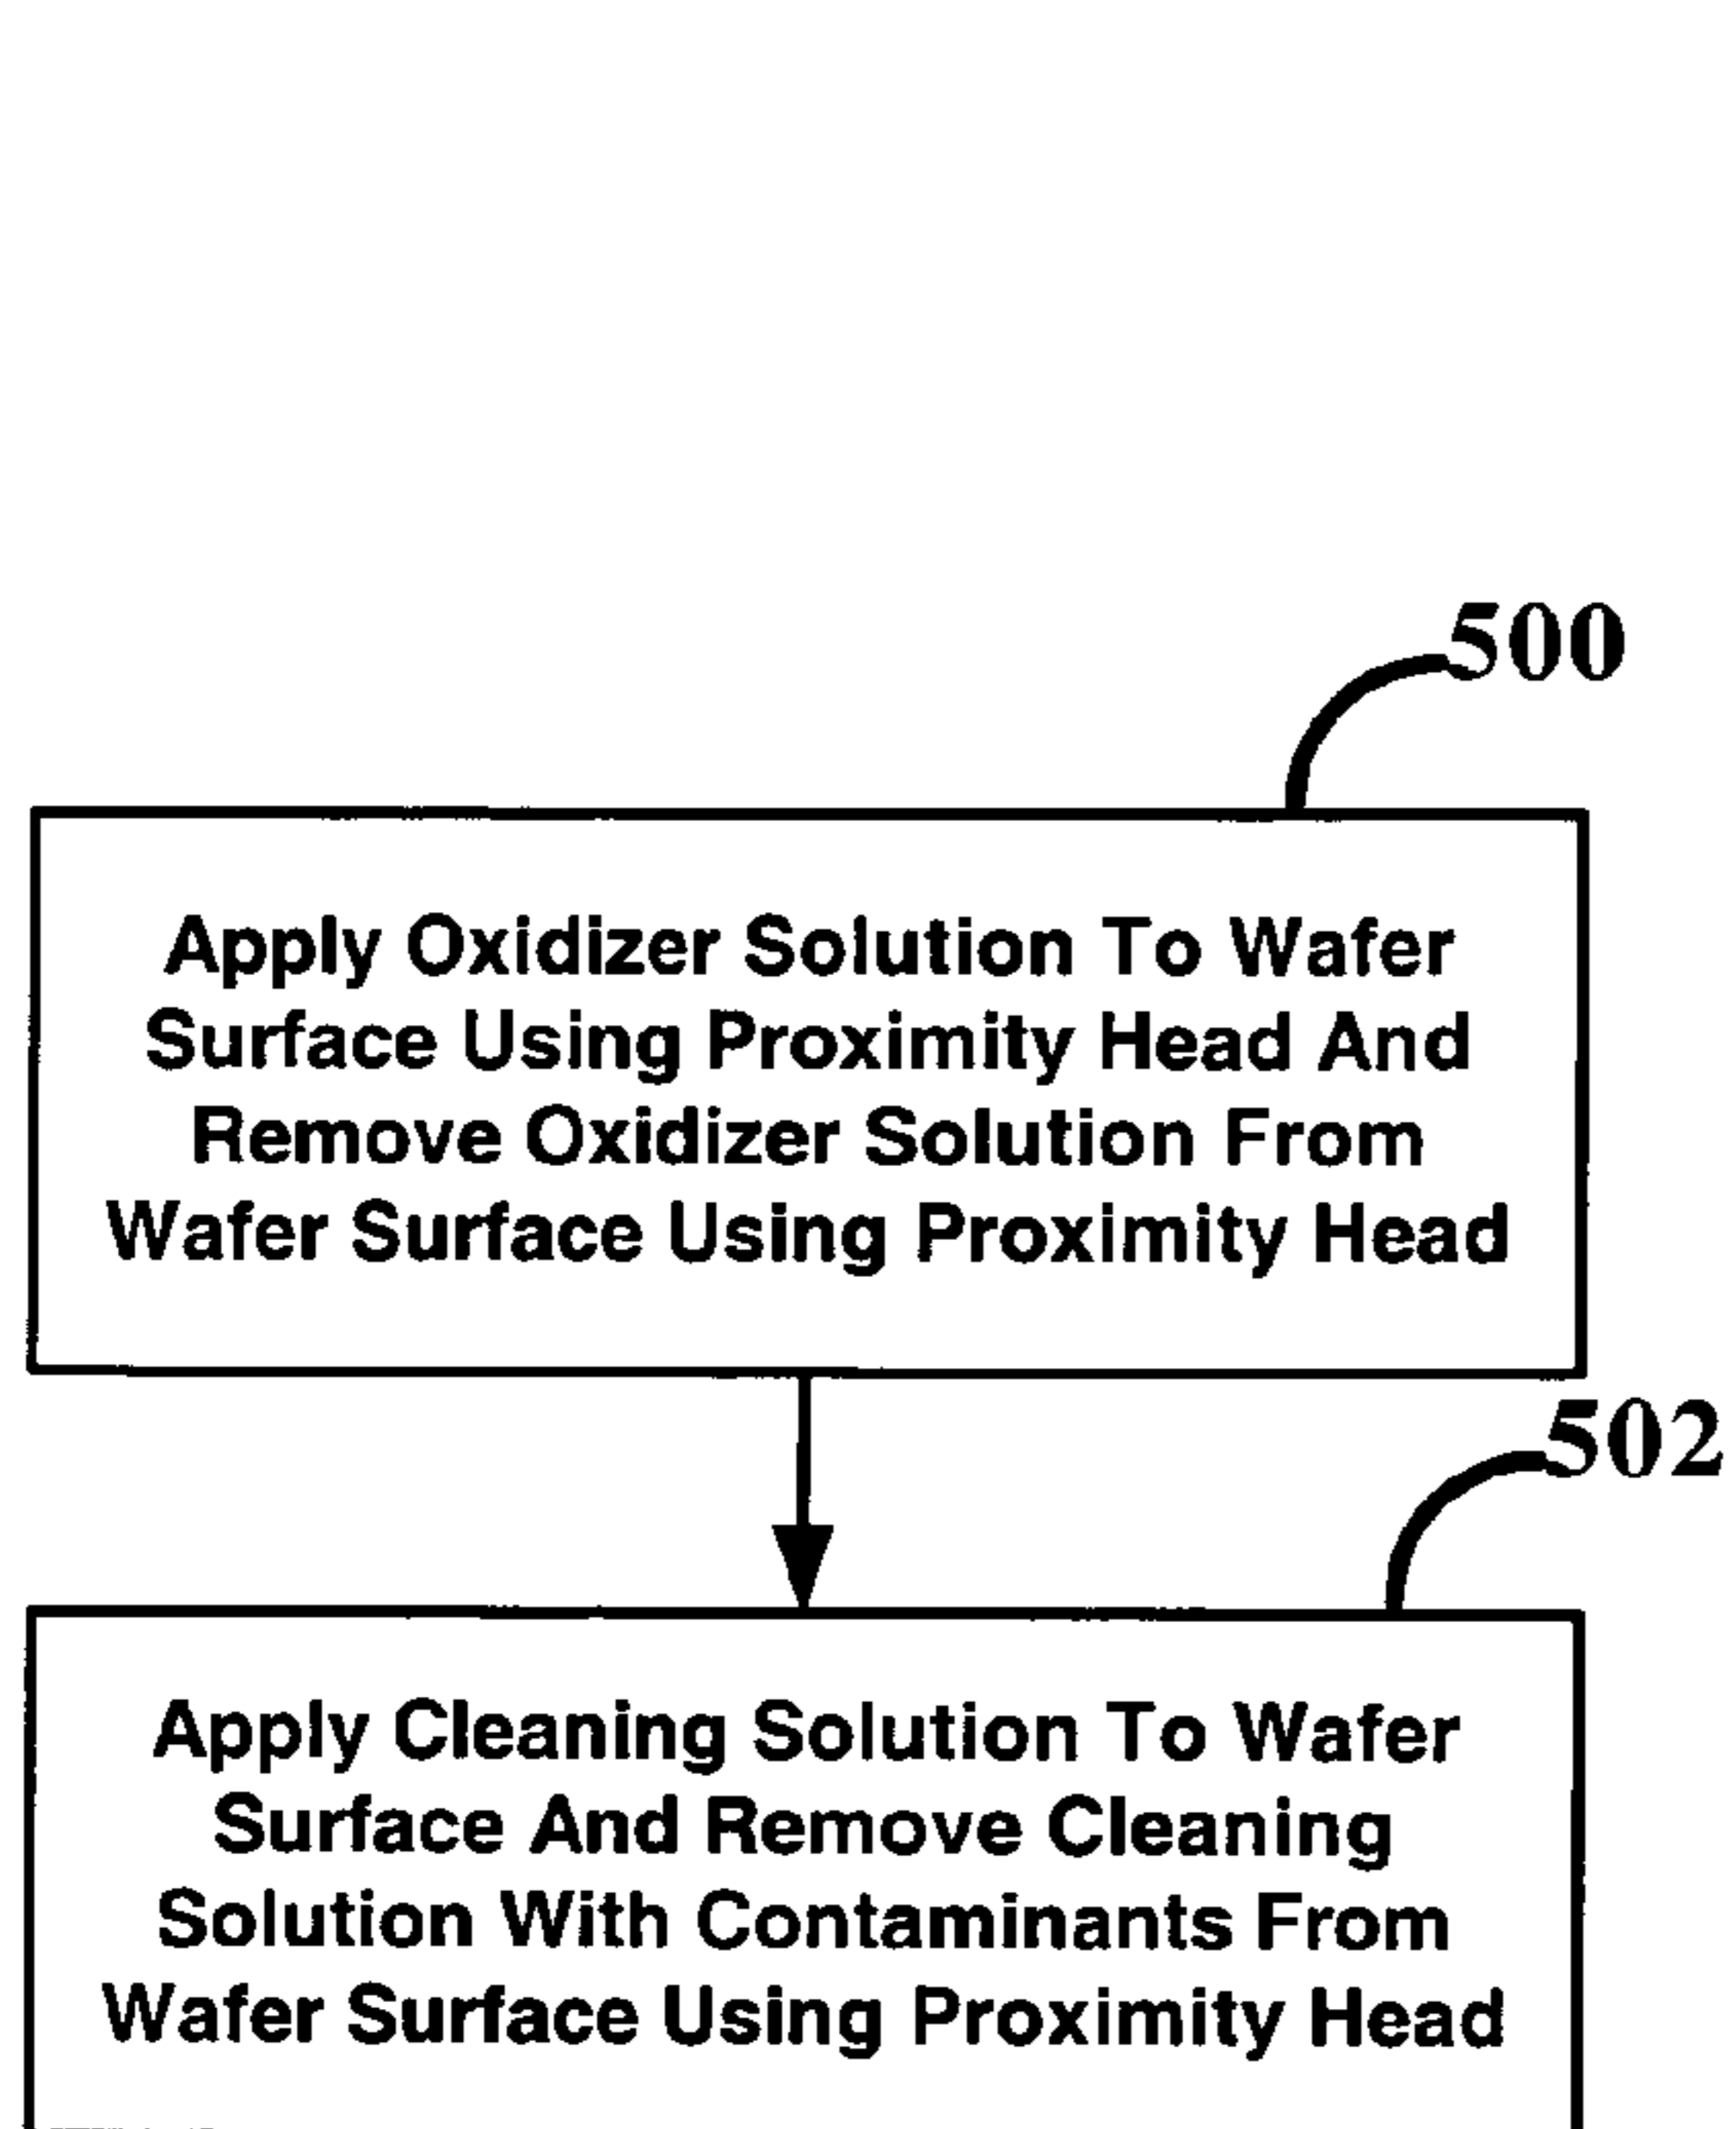 500
Apply Oxidizer Solution To Wafer
Surface Using Proximity Head And
Remove Oxidizer Solution From
Wafer Surface Using Proximity Head
502
Apply Cleaning Solution To Wafer
Surface And Remove Cleaning
Solution With Contaminants From
Wafer Surface Using Proximity Head